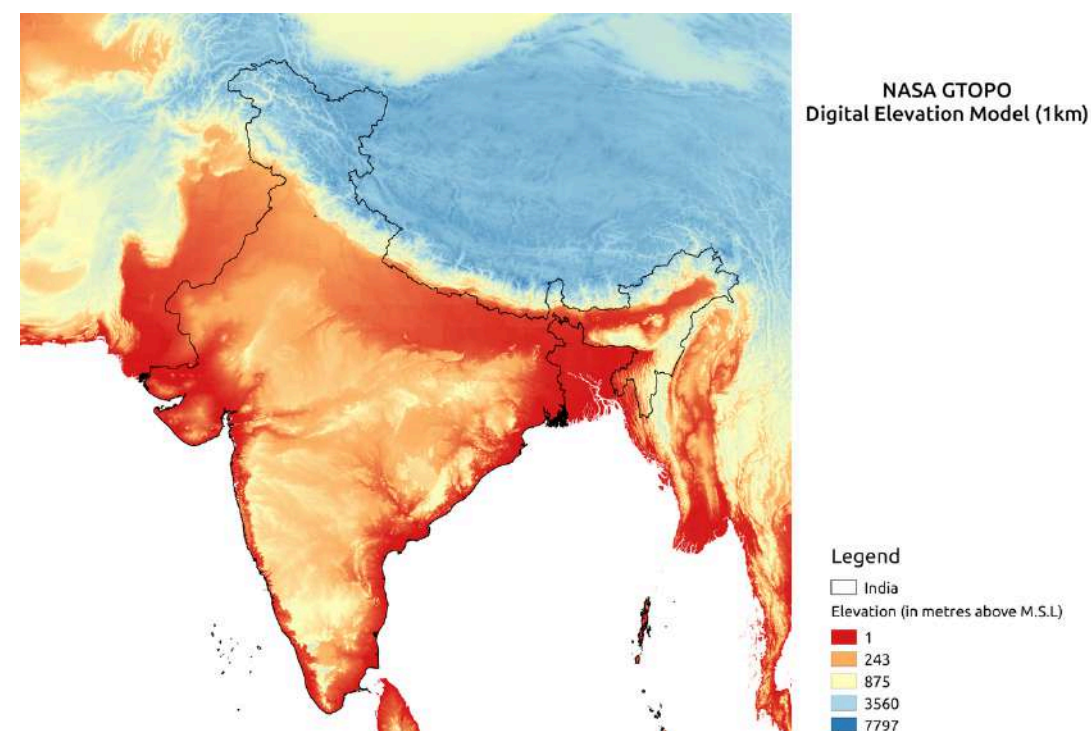 NASA GTOPO
Digital Elevation Model (1km)
Legend
India
Elevation (in metres above M.S.L)
1
243
875
3560
7797